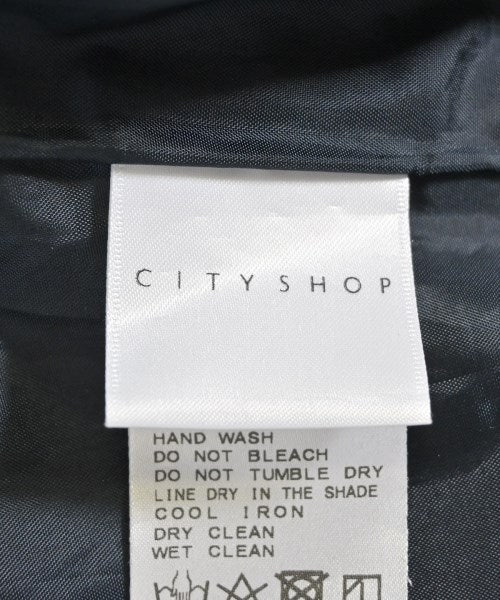 CITYSHOP
HAND WASH
DO NOT BLEACH
DO NOT TUMBLE DRY
LINE DRY IN THE SHADE
COOL IRON
DRY CLEAN
WET CLEAN